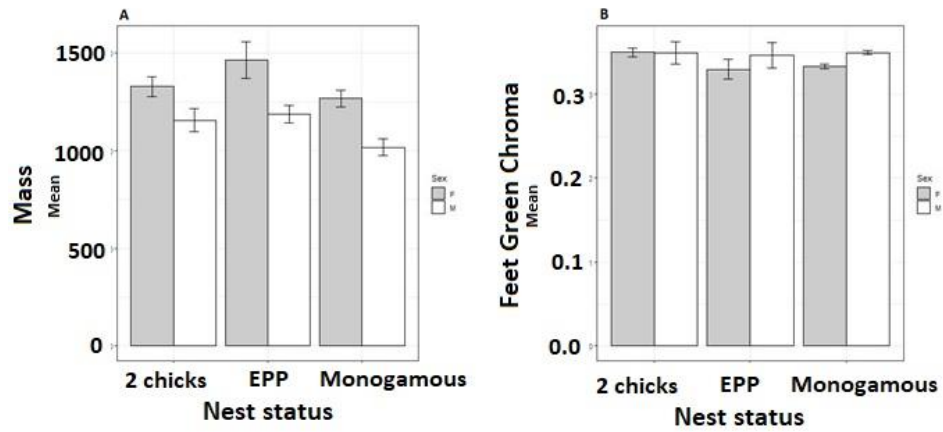 A
1500
1000
500
0
Mass
Mean
Sex
F
M
2 chicks EPP Monogamous
Nest status
B
0.3
0.2
0.1
0.0
Feet Green Chroma
Mean
Sex
F
M
2 chicks EPP Monogamous
Nest status